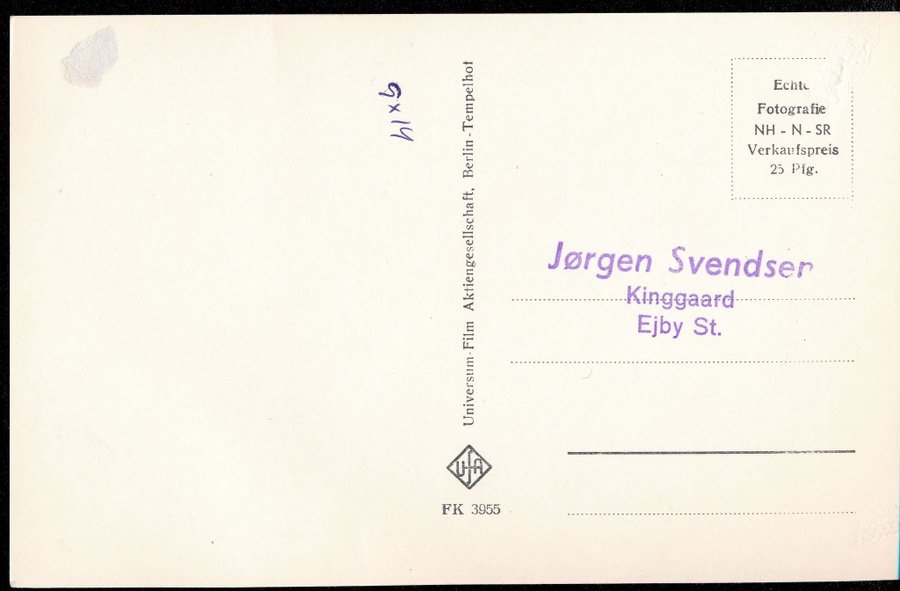 9x14
Universum-Film Aktiengesellschaft, Berlin-Tempelhof
UFA
FK 3955
Echte
Fotografie
NH - N - SR
Verkaufspreis
25 Pfg.
Jørgen Svendsen
Kinggaard
Ejby St.